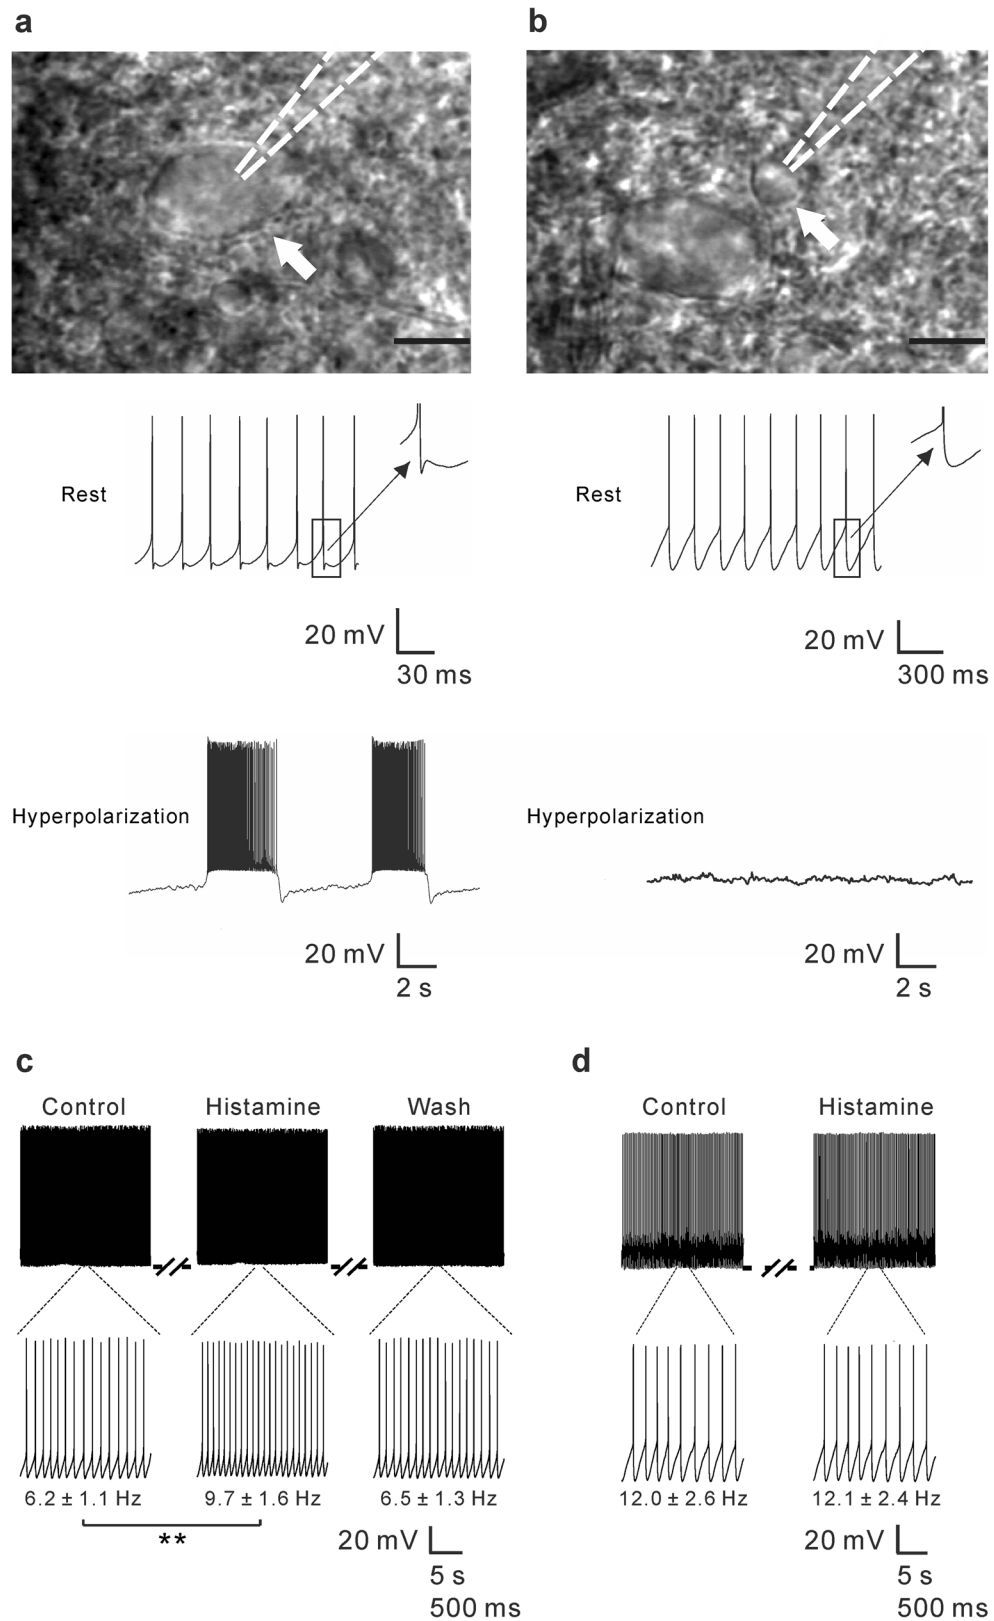 a
b
Rest
20 mV
30 ms
Rest
20 mV
300 ms
Hyperpolarization
20 mV
2 s
Hyperpolarization
20 mV
2 s
c
Control
Histamine
Wash
6.2 ± 1.1 Hz
9.7 ± 1.6 Hz
6.5 ± 1.3 Hz
**
20 mV
5 s
500 ms
d
Control
Histamine
12.0 ± 2.6 Hz
12.1 ± 2.4 Hz
20 mV
5 s
500 ms